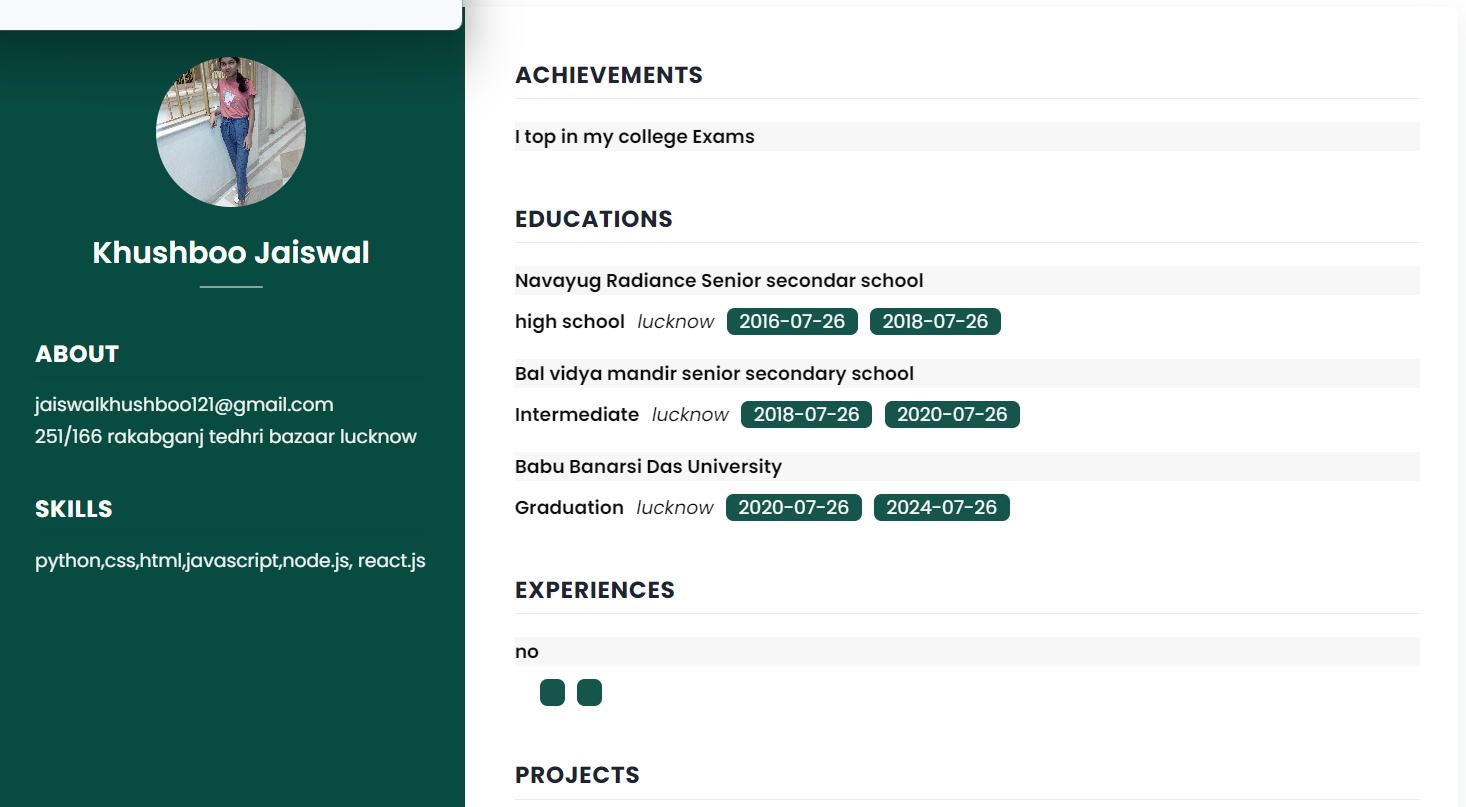 Khushboo Jaiswal
ABOUT
jaiswalkhushboo121@gmail.com
251/166 rakabganj tedhri bazaar lucknow
SKILLS
python,css,html,javascript,node.js, react.js
ACHIEVEMENTS
I top in my college Exams
EDUCATIONS
Navayug Radiance Senior secondar school
high school lucknow 2016-07-26 2018-07-26
Bal vidya mandir senior secondary school
Intermediate lucknow 2018-07-26 2020-07-26
Babu Banarsi Das University
Graduation lucknow 2020-07-26 2024-07-26
EXPERIENCES
no
PROJECTS